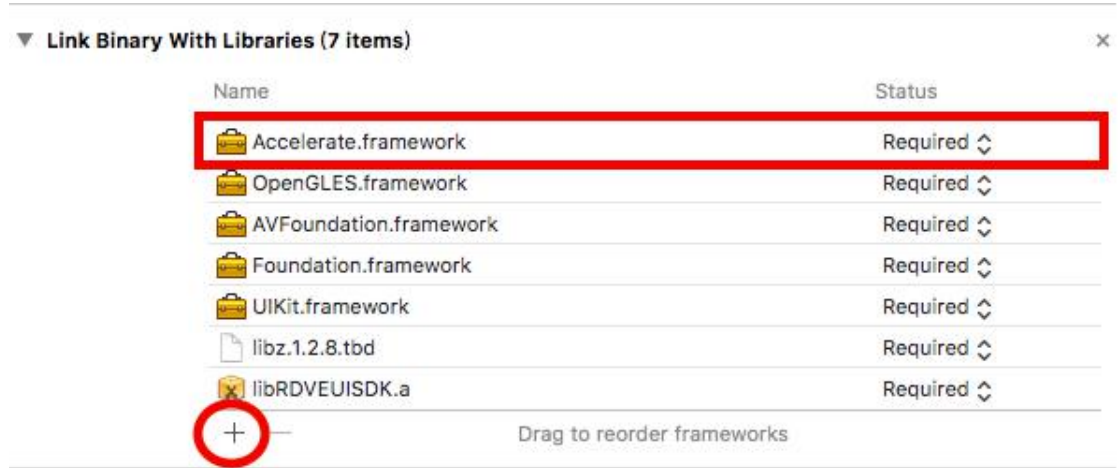 Link Binary With Libraries (7 items)
Name Status
Accelerate.framework Required
OpenGLES.framework Required
AVFoundation.framework Required
Foundation.framework Required
UIKit.framework Required
libz.1.2.8.tbd Required
libRDVEUISDK.a Required
Drag to reorder frameworks